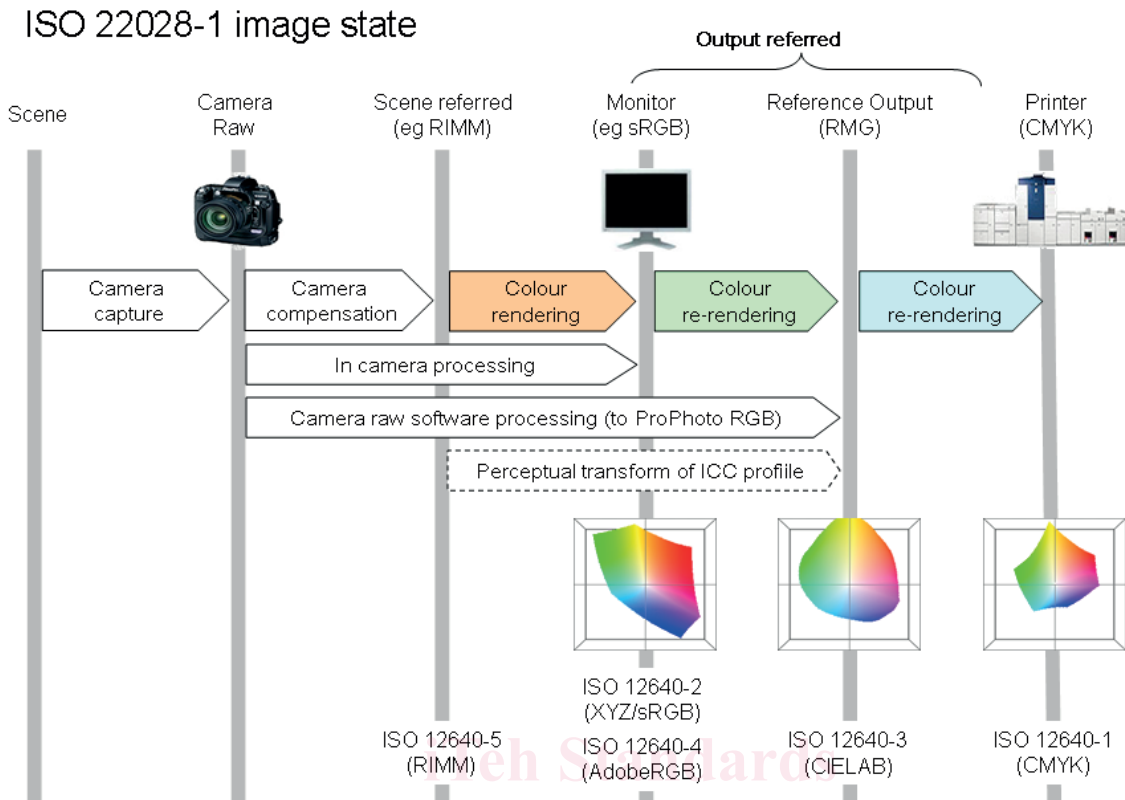 ISO 22028-1 image state
Output referred
Scene
Camera
Raw
Scene referred
(eg RIMM)
Monitor
(eg sRGB)
Reference Output
(RMG)
Printer
(CMYK)
Camera
capture
Camera
compensation
Colour
rendering
Colour
re-rendering
Colour
re-rendering
In camera processing
Camera raw software processing (to ProPhoto RGB)
Perceptual transform of ICC profiile
ISO 12640-2
(XYZ/sRGB)
ISO 12640-5
(RIMM)
ISO 12640-4
(AdobeRGB)
ISO 12640-3
(CIELAB)
ISO 12640-1
(CMYK)
iTeh Standards